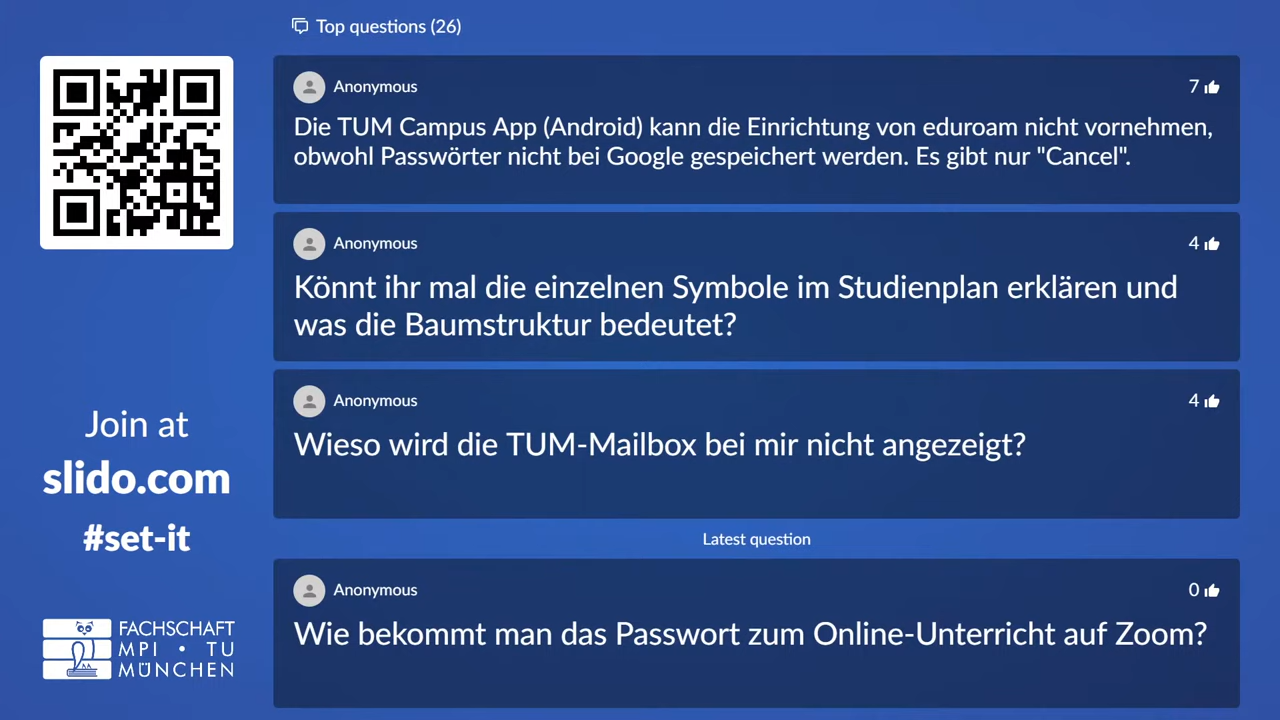 Top questions (26)
Anonymous
7
Die TUM Campus App (Android) kann die Einrichtung von eduroam nicht vornehmen,
obwohl Passwörter nicht bei Google gespeichert werden. Es gibt nur "Cancel".
Anonymous
4
Könnt ihr mal die einzelnen Symbole im Studienplan erklären und
was die Baumstruktur bedeutet?
Anonymous
4
Wieso wird die TUM-Mailbox bei mir nicht angezeigt?
Latest question
Anonymous
0
Wie bekommt man das Passwort zum Online-Unterricht auf Zoom?
Join at
slido.com
#set-it
FACHSCHAFT
MPI • TU
MÜNCHEN